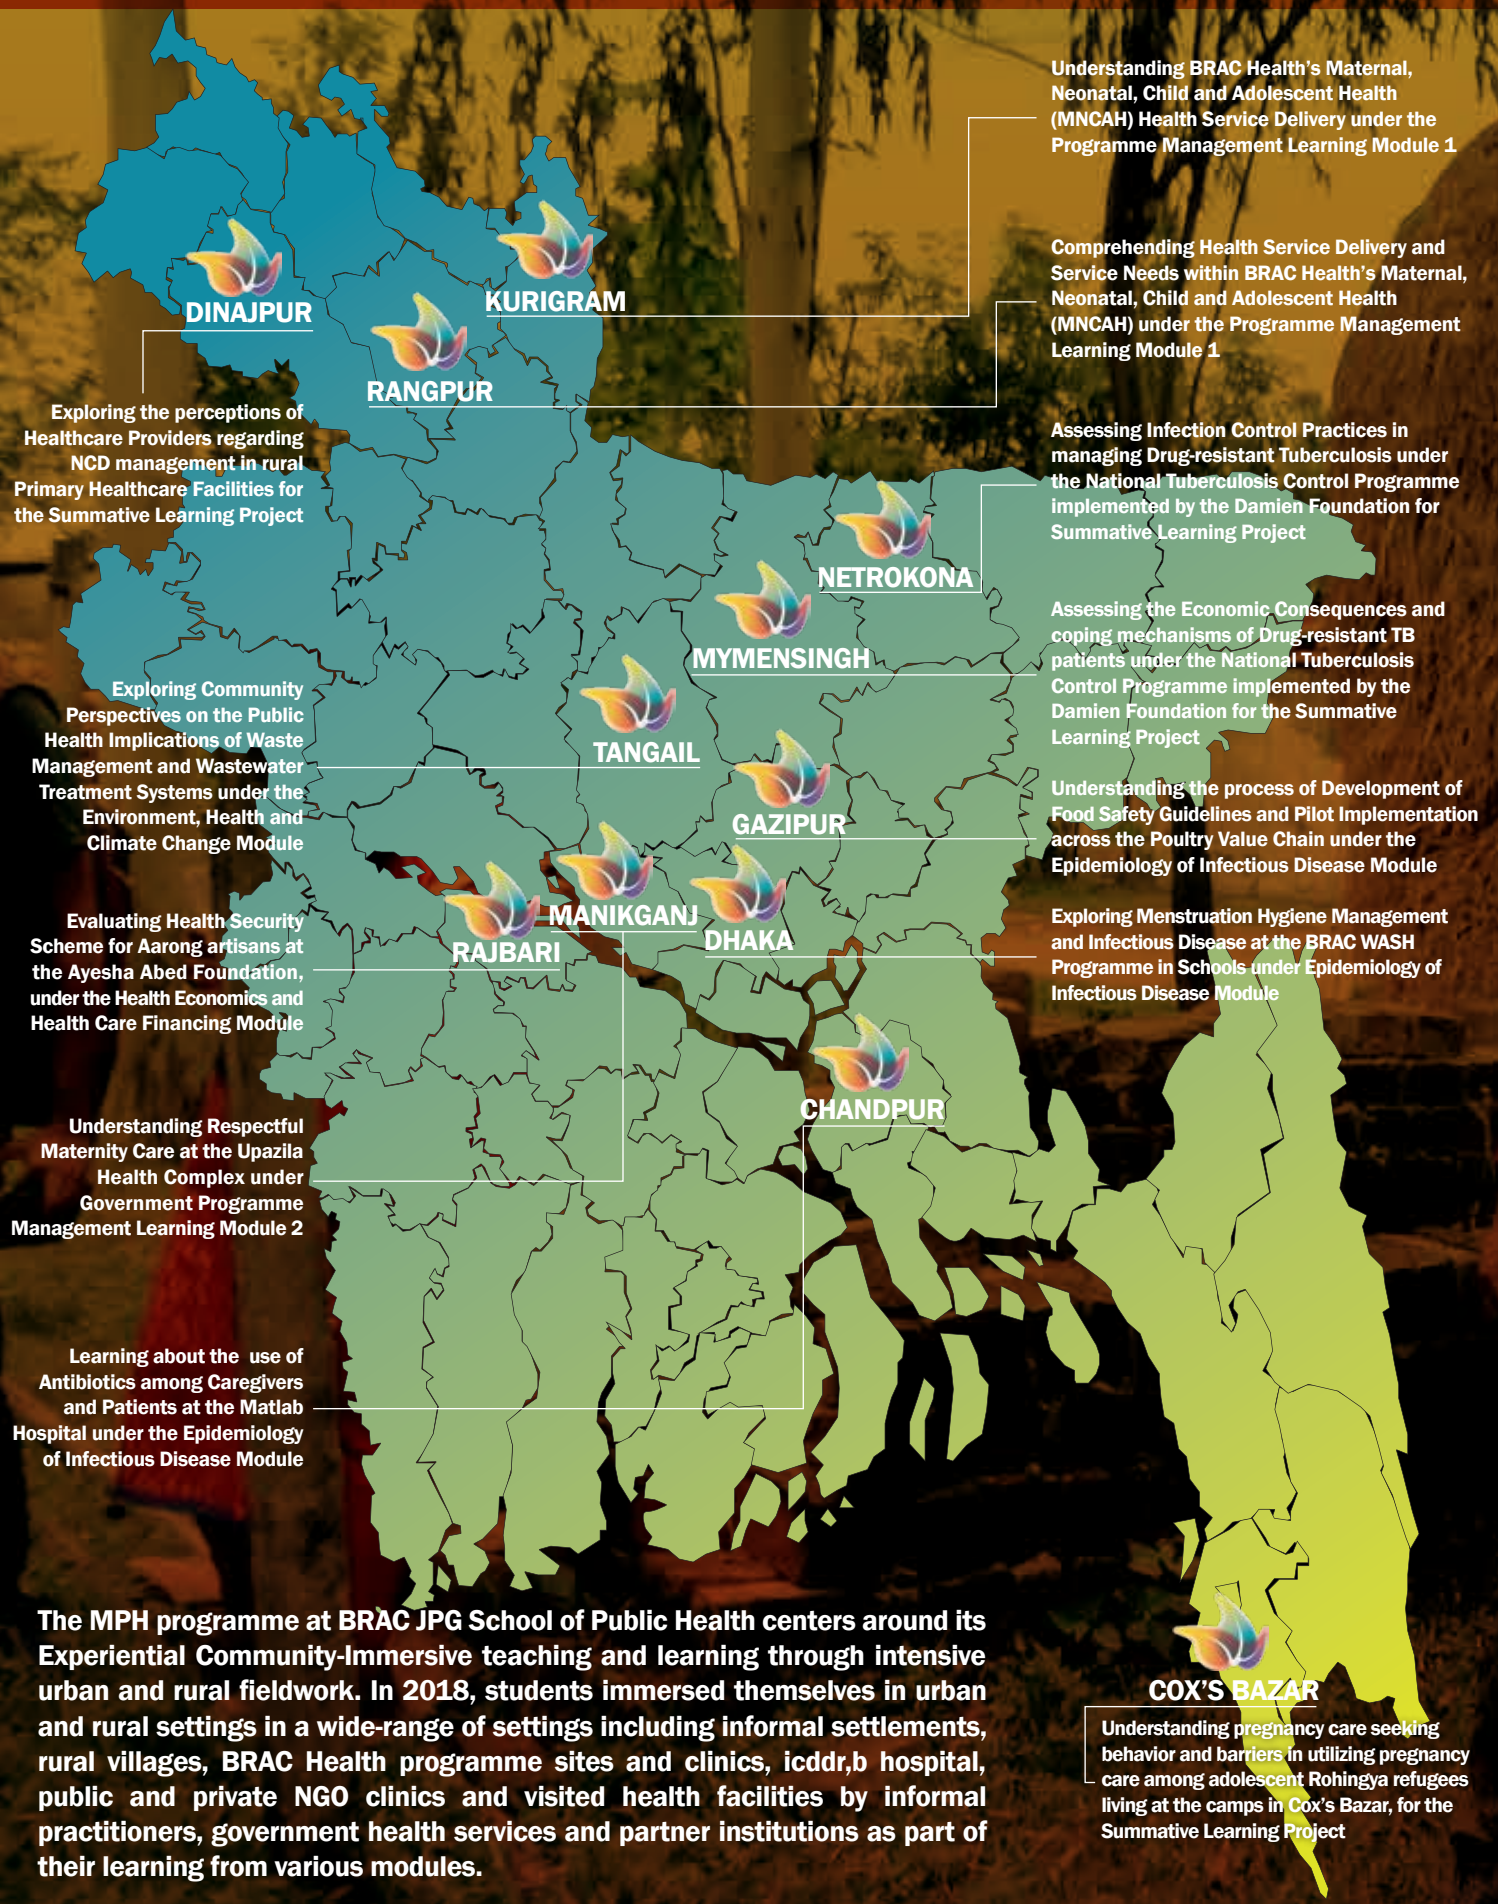 Understanding BRAC Health's Maternal,
Neonatal, Child and Adolescent Health
(MNCAH) Health Service Delivery under the
Programme Management Learning Module 1
KURIGRAM
Comprehending Health Service Delivery and
Service Needs within BRAC Health's Maternal,
Neonatal, Child and Adolescent Health
(MNCAH) under the Programme Management
Learning Module 1
RANGPUR
DINAJPUR
Exploring the perceptions of
Healthcare Providers regarding
NCD management in rural
Primary Healthcare Facilities for
the Summative Learning Project
Assessing Infection Control Practices in
managing Drug-resistant Tuberculosis under
the National Tuberculosis Control Programme
implemented by the Damien Foundation for
Summative Learning Project
NETROKONA
Assessing the Economic Consequences and
coping mechanisms of Drug-resistant TB
patients under the National Tuberculosis
Control Programme implemented by the
Damien Foundation for the Summative
Learning Project
MYMENSINGH
Exploring Community
Perspectives on the Public
Health Implications of Waste
Management and Wastewater
Treatment Systems under the
Environment, Health and
Climate Change Module
TANGAIL
GAZIPUR
Understanding the process of Development of
Food Safety Guidelines and Pilot Implementation
across the Poultry Value Chain under the
Epidemiology of Infectious Disease Module
MANIKGANJ
DHAKA
RAJBARI
Exploring Menstruation Hygiene Management
and Infectious Disease at the BRAC WASH
Programme in Schools under Epidemiology of
Infectious Disease Module
Evaluating Health Security
Scheme for Aarong artisans at
the Ayesha Abed Foundation,
under the Health Economics and
Health Care Financing Module
CHANDPUR
Understanding Respectful
Maternity Care at the Upazila
Health Complex under
Government Programme
Management Learning Module 2
Learning about the use of
Antibiotics among Caregivers
and Patients at the Matlab
Hospital under the Epidemiology
of Infectious Disease Module
The MPH programme at BRAC JPG School of Public Health centers around its
Experiential Community-Immersive teaching and learning through intensive
urban and rural fieldwork. In 2018, students immersed themselves in urban
and rural settings in a wide-range of settings including informal settlements,
rural villages, BRAC Health programme sites and clinics, icddr,b hospital,
public and private NGO clinics and visited health facilities by informal
practitioners, government health services and partner institutions as part of
their learning from various modules.
COX'S BAZAR
Understanding pregnancy care seeking
behavior and barriers in utilizing pregnancy
care among adolescent Rohingya refugees
living at the camps in Cox's Bazar, for the
Summative Learning Project